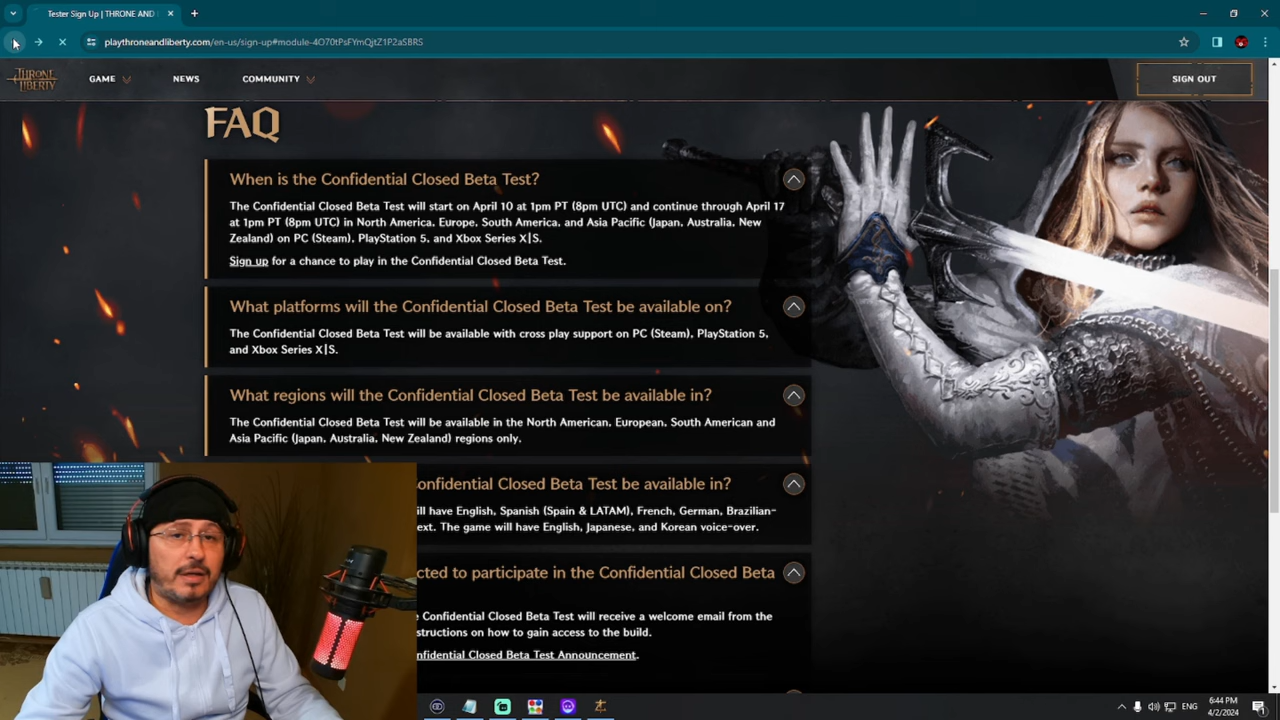 Tester Sign Up | THRONE AND
playthroneandliberty.com/en-us/sign-up#module-4O70tPsFYmQjtZ1P2aSBRS
THRONE
LIBERTY
GAME
NEWS
COMMUNITY
SIGN OUT
FAQ
When is the Confidential Closed Beta Test?
The Confidential Closed Beta Test will start on April 10 at 1pm PT (8pm UTC) and continue through April 17
at 1pm PT (8pm UTC) in North America, Europe, South America, and Asia Pacific (Japan, Australia, New
Zealand) on PC (Steam), PlayStation 5, and Xbox Series X|S.
Sign up for a chance to play in the Confidential Closed Beta Test.
What platforms will the Confidential Closed Beta Test be available on?
The Confidential Closed Beta Test will be available with cross play support on PC (Steam), PlayStation 5,
and Xbox Series X|S.
What regions will the Confidential Closed Beta Test be available in?
The Confidential Closed Beta Test will be available in the North American, European, South American and
Asia Pacific (Japan, Australia, New Zealand) regions only.
onfidential Closed Beta Test be available in?
ill have English, Spanish (Spain & LATAM), French, German, Brazilian-
ext. The game will have English, Japanese, and Korean voice-over.
cted to participate in the Confidential Closed Beta
Confidential Closed Beta Test will receive a welcome email from the
structions on how to gain access to the build.
nfidential Closed Beta Test Announcement.
ENG
6:44 PM
4/2/2024